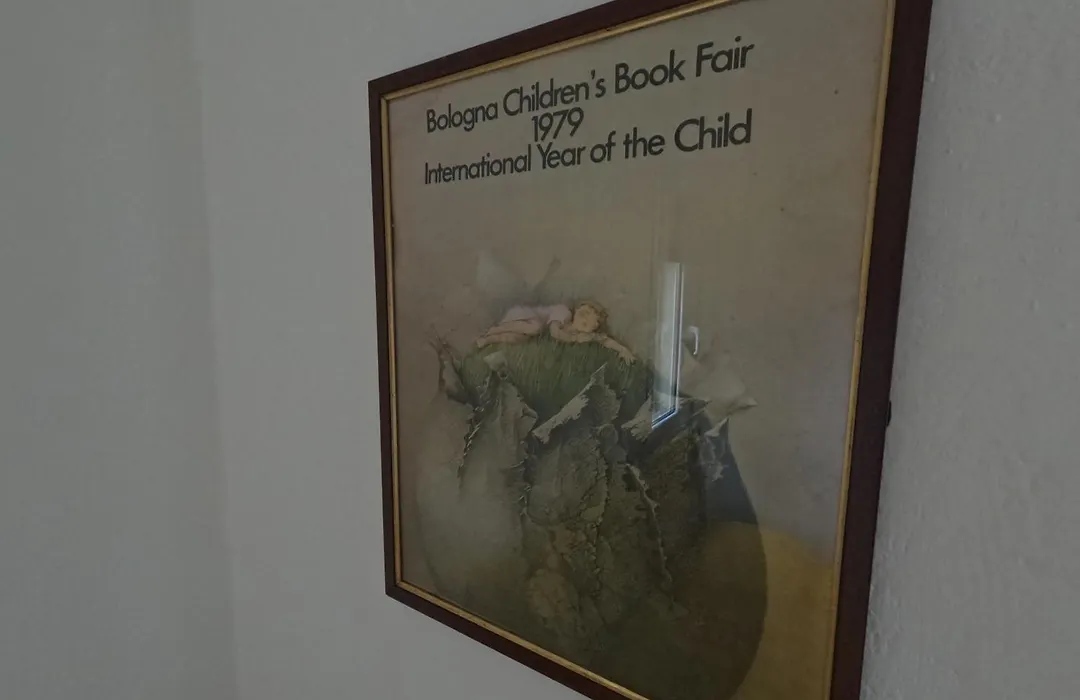 Bologna Children's Book Fair
1979
International Year of the Child